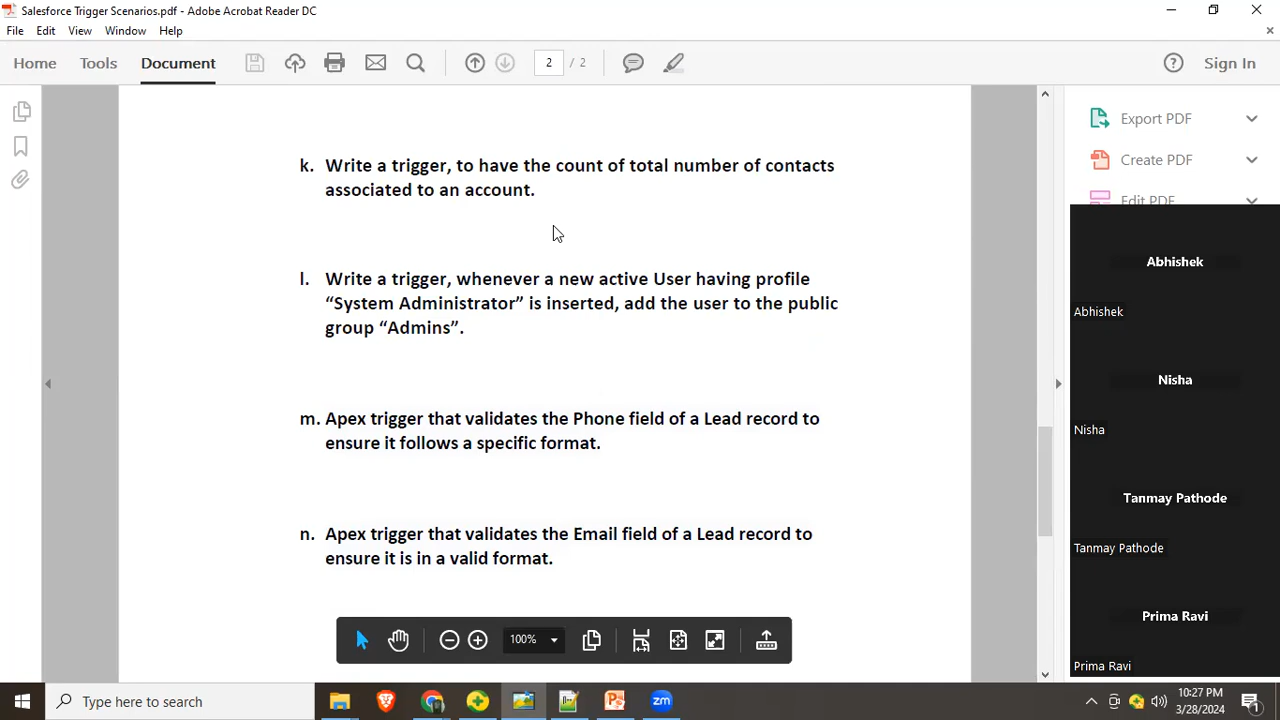 Salesforce Trigger Scenarios.pdf - Adobe Acrobat Reader DC
File Edit View Window Help
Home Tools Document 2 / 2 Sign In
Export PDF
Create PDF
Edit PDF
k. Write a trigger, to have the count of total number of contacts
associated to an account.
l. Write a trigger, whenever a new active User having profile
“System Administrator” is inserted, add the user to the public
group “Admins”.
m. Apex trigger that validates the Phone field of a Lead record to
ensure it follows a specific format.
n. Apex trigger that validates the Email field of a Lead record to
ensure it is in a valid format.
100%
Abhishek
Abhishek
Nisha
Nisha
Tanmay Pathode
Tanmay Pathode
Prima Ravi
Prima Ravi
Type here to search
zm
10:27 PM
3/28/2024
1